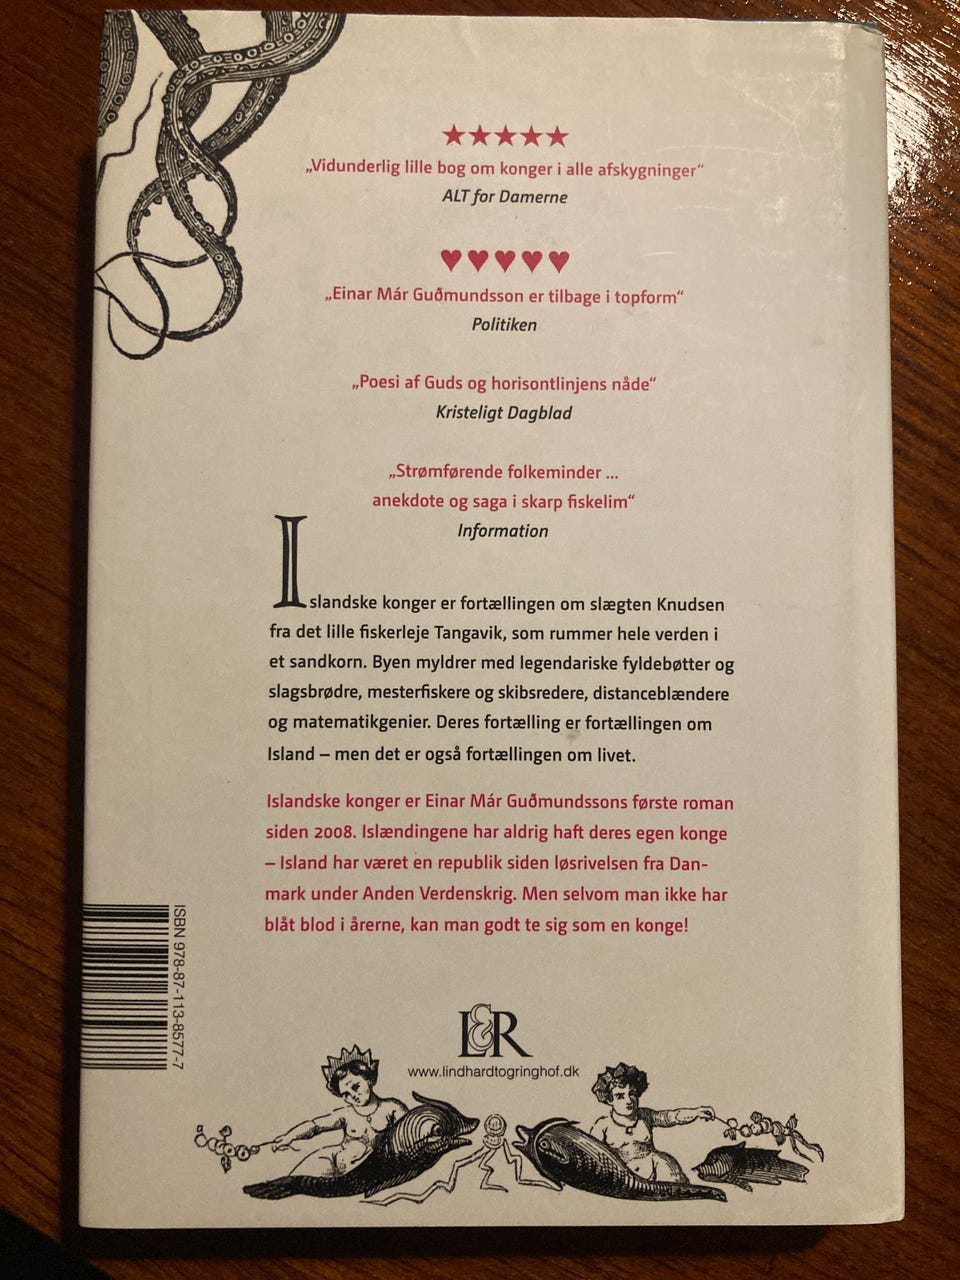 ★★★★★
„Vidunderlig lille bog om konger i alle afskygninger“
ALT for Damerne
♥♥♥♥♥
„Einar Már Guðmundsson er tilbage i topform“
Politiken
„Poesi af Guds og horisontlinjens nåde“
Kristeligt Dagblad
„Strømførende folkeminder ...
anekdote og saga i skarp fiskelim“
Information
Islandske konger er fortællingen om slægten Knudsen
fra det lille fiskerleje Tangavik, som rummer hele verden i
et sandkorn. Byen myldrer med legendariske fyldebøtter og
slagsbrødre, mesterfiskere og skibsredere, distanceblændere
og matematikgenier. Deres fortælling er fortællingen om
Island – men det er også fortællingen om livet.
Islandske konger er Einar Már Guðmundssons første roman
siden 2008. Islændingene har aldrig haft deres egen konge
– Island har været en republik siden løsrivelsen fra Dan-
mark under Anden Verdenskrig. Men selvom man ikke har
blåt blod i årerne, kan man godt te sig som en konge!
ISBN 978-87-113-8577-7
L&R
www.lindhardtogringhof.dk